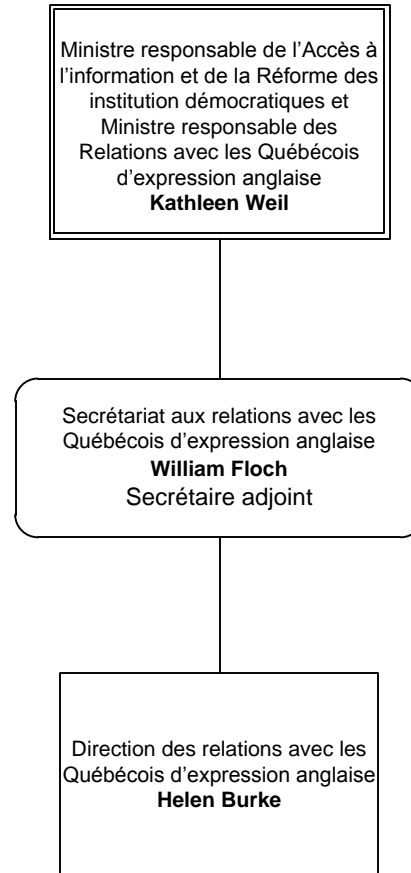 Ministre responsable de l'Accès à
l'information et de la Réforme des
institution démocratiques et
Ministre responsable des
Relations avec les Québécois
d'expression anglaise
Kathleen Weil
Secrétariat aux relations avec les
Québécois d'expression anglaise
William Floch
Secrétaire adjoint
Direction des relations avec les
Québécois d'expression anglaise
Helen Burke